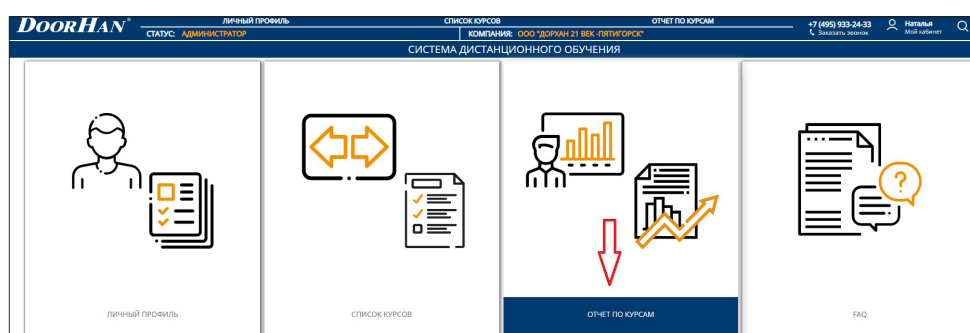 DOORHAN®
ЛИЧНЫЙ ПРОФИЛЬ СПИСОК КУРСОВ ОТЧЕТ ПО КУРСАМ
СТАТУС: АДМИНИСТРАТОР КОМПАНИЯ: ООО "ДОРХАН 21 ВЕК -ПЯТИГОРСК"
+7 (495) 933-24-33
Заказать звонок
Наталья
Мой кабинет
СИСТЕМА ДИСТАНЦИОННОГО ОБУЧЕНИЯ
?
ЛИЧНЫЙ ПРОФИЛЬ СПИСОК КУРСОВ ОТЧЕТ ПО КУРСАМ FAQ